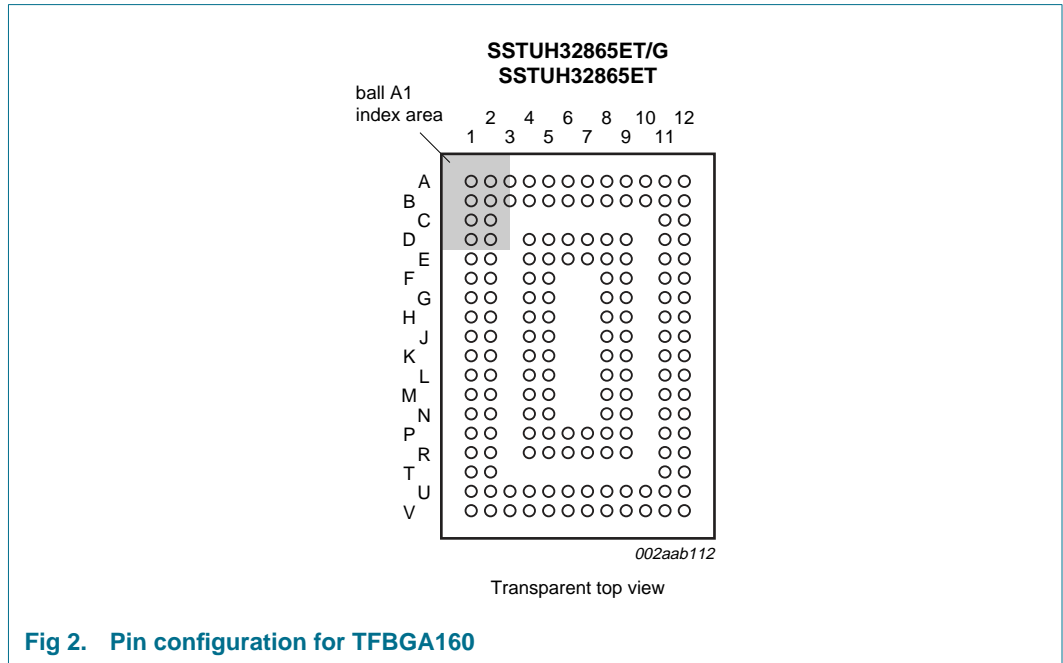 SSTUH32865ET/G
SSTUH32865ET
ball A1
index area
2 4 6 8 10 12
1 3 5 7 9 11
A
B
C
D
E
F
G
H
J
K
L
M
N
P
R
T
U
V
002aab112
Transparent top view
Fig 2. Pin configuration for TFBGA160